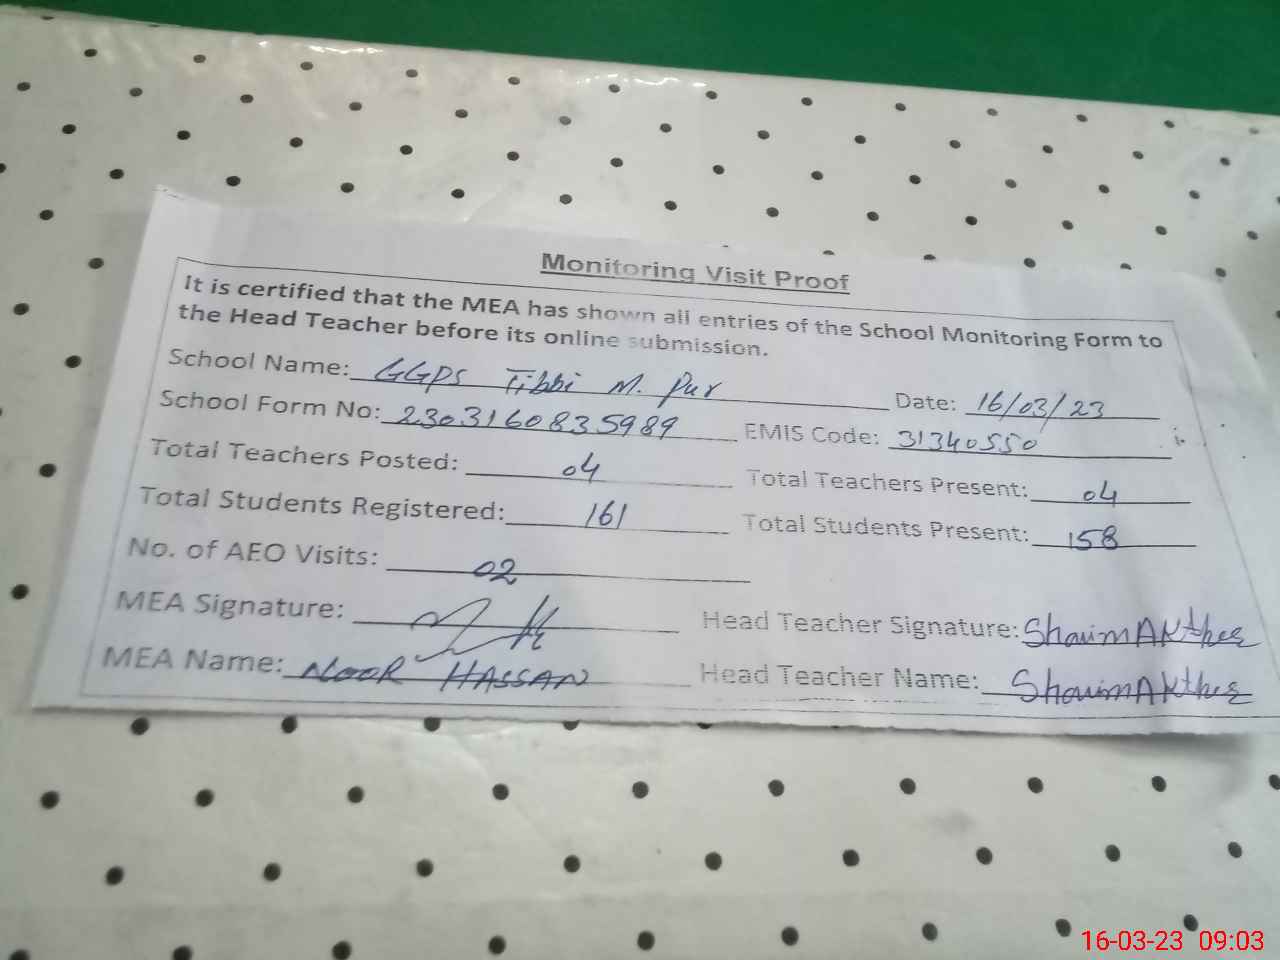 Monitoring Visit Proof
It is certified that the MEA has shown all entries of the School Monitoring Form to
the Head Teacher before its online submission.
School Name: GGPS Tibbi M. Pur Date: 16/03/23
School Form No: 2303160835989 EMIS Code: 31340550
Total Teachers Posted: 04 Total Teachers Present: 04
Total Students Registered: 161 Total Students Present: 158
No. of AEO Visits: 02
MEA Signature: Head Teacher Signature: ShamimAKther
MEA Name: NOOR HASSAN Head Teacher Name: ShamimAKther
16-03-23 09:03